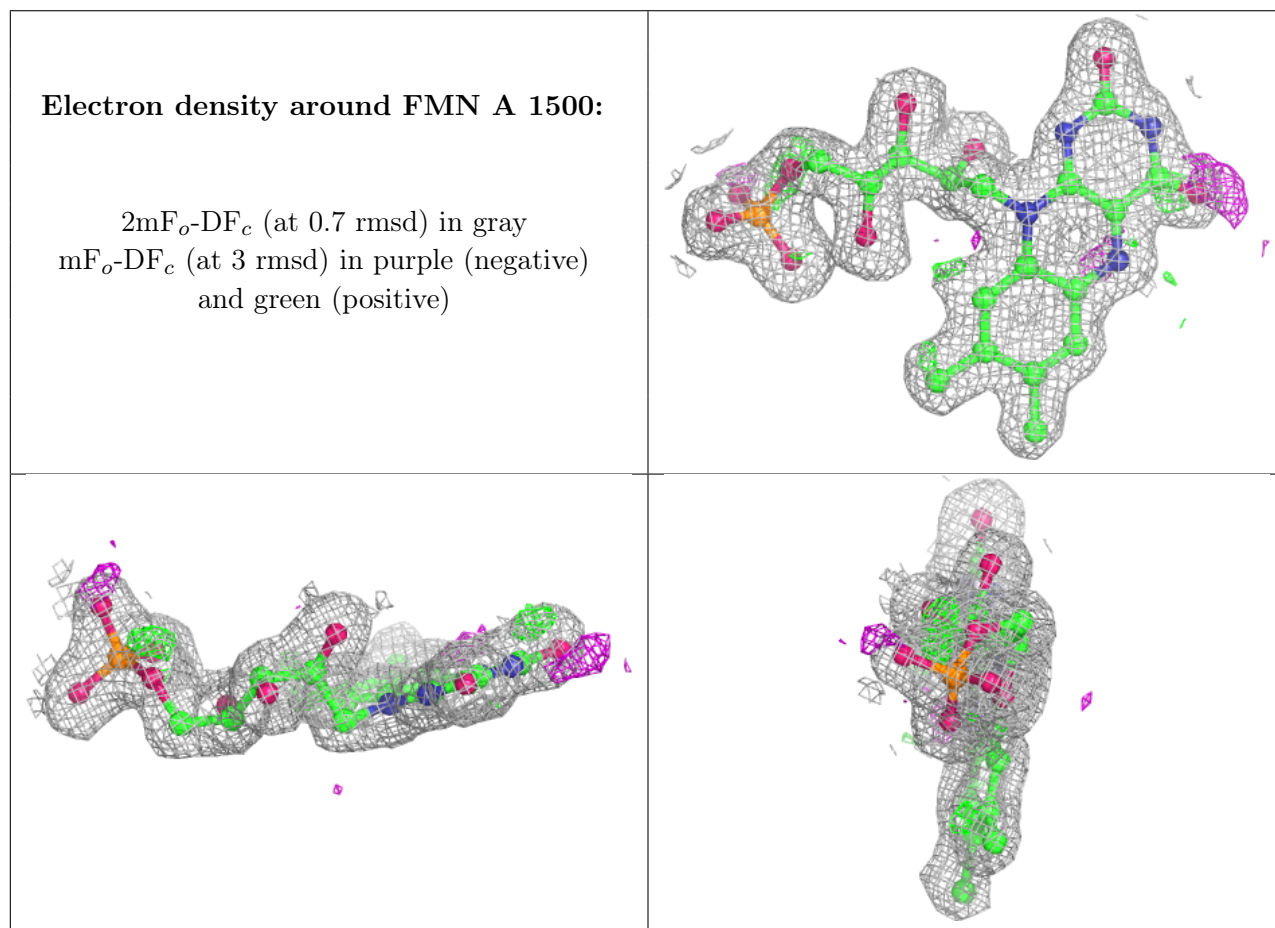 Electron density around FMN A 1500:
2mFo-DFc (at 0.7 rmsd) in gray
mFo-DFc (at 3 rmsd) in purple (negative)
and green (positive)